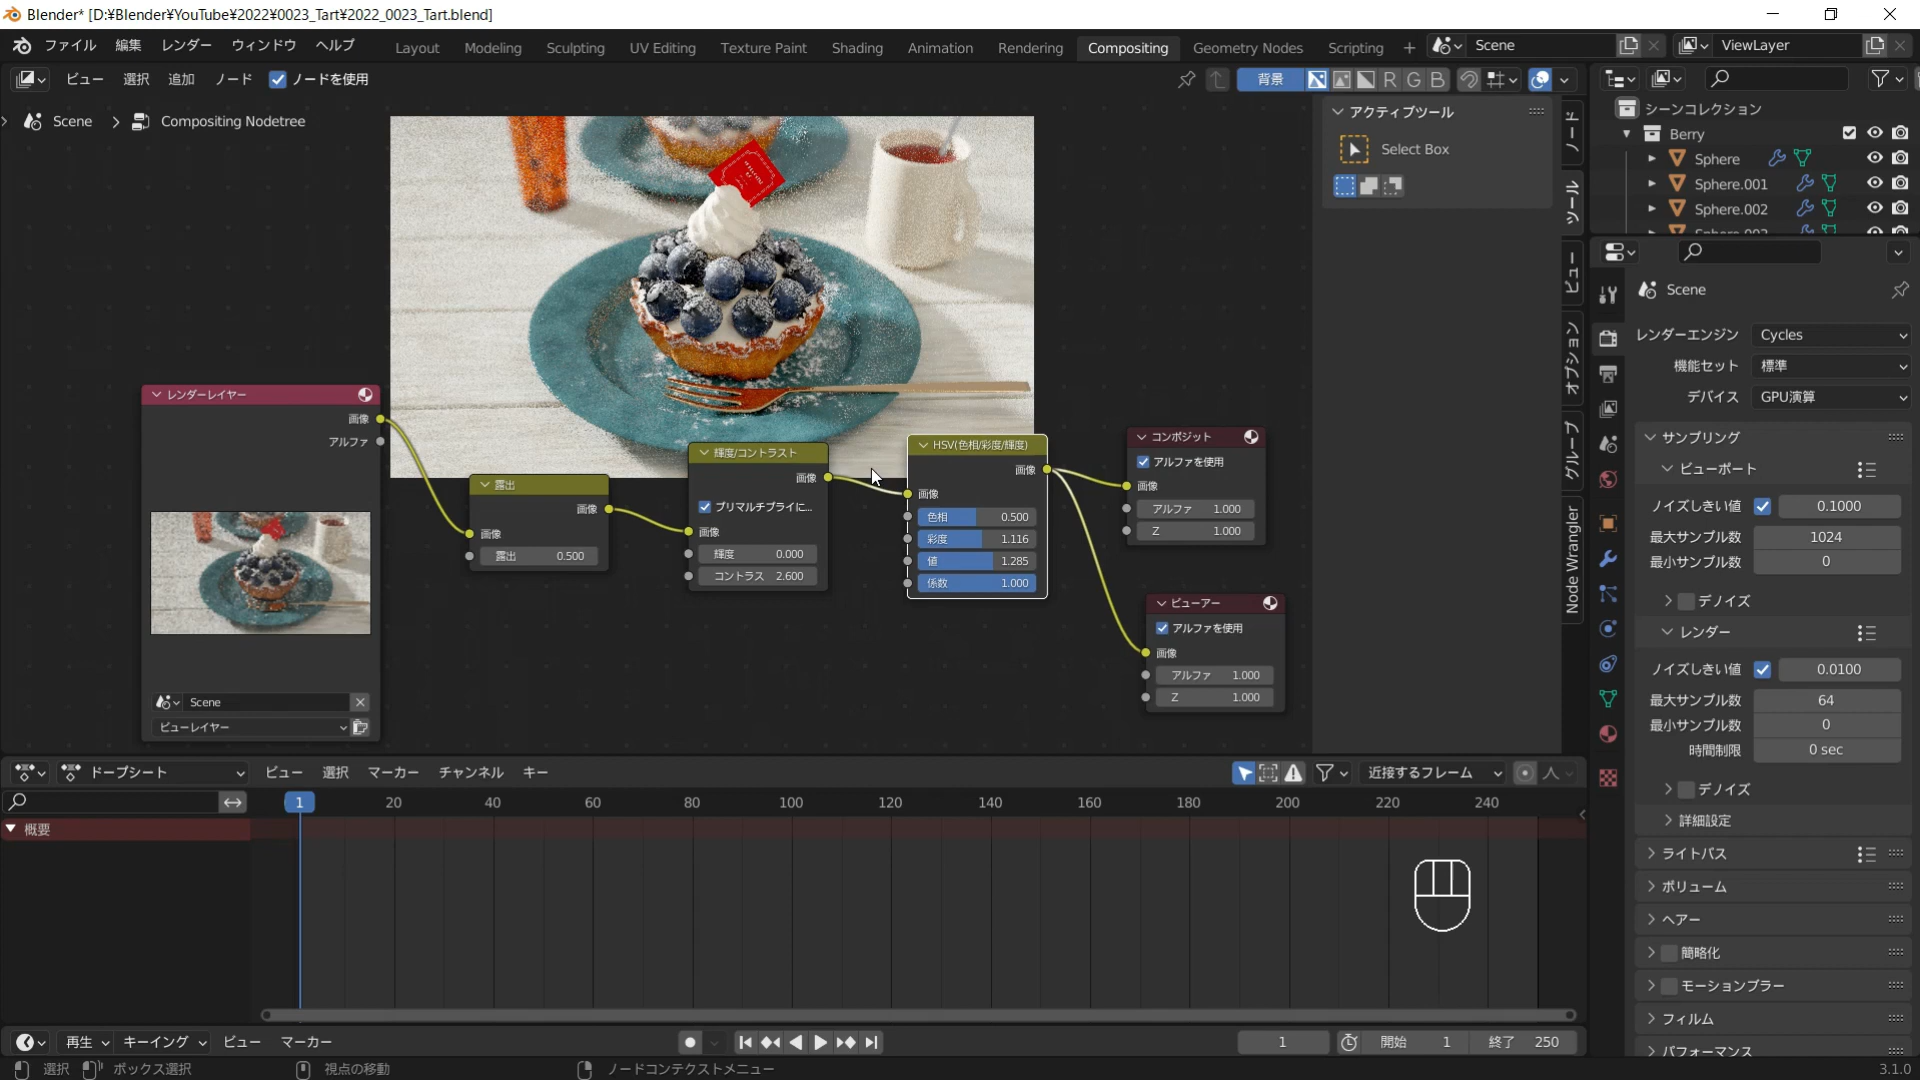 Blender* [D:¥Blender¥YouTube¥2022¥0023_Tart¥2022_0023_Tart.blend]
ファイル 編集 レンダー ウィンドウ ヘルプ Layout Modeling Sculpting UV Editing Texture Paint Shading Animation Rendering Compositing Geometry Nodes Scripting + Scene ViewLayer
ビュー 選択 追加 ノード ノードを使用 背景 R G B
Scene > Compositing Nodetree
アクティブツール
Select Box
ノード
ツール
ビュー
オプション
グループ
Node Wrangler
シーンコレクション
Berry
Sphere
Sphere.001
Sphere.002
Scene
レンダーエンジン Cycles
機能セット 標準
デバイス GPU演算
サンプリング
ビューポート
ノイズしきい値 0.1000
最大サンプル数 1024
最小サンプル数 0
デノイズ
レンダー
ノイズしきい値 0.0100
最大サンプル数 64
最小サンプル数 0
時間制限 0 sec
デノイズ
詳細設定
ライトパス
ボリューム
ヘアー
簡略化
モーションブラー
フィルム
パフォーマンス
レンダーレイヤー
画像
アルファ
Scene
ビューレイヤー
露出
画像
画像
露出 0.500
輝度/コントラスト
画像
プリマルチプライに...
画像
輝度 0.000
コントラス 2.600
HSV(色相/彩度/輝度)
画像
画像
色相 0.500
彩度 1.116
値 1.285
係数 1.000
コンポジット
アルファを使用
画像
アルファ 1.000
Z 1.000
ビューアー
アルファを使用
画像
アルファ 1.000
Z 1.000
ドープシート ビュー 選択 マーカー チャンネル キー 近接するフレーム
1 20 40 60 80 100 120 140 160 180 200 220 240
概要
再生 キーイング ビュー マーカー 1 開始 1 終了 250
選択 ボックス選択 視点の移動 ノードコンテクストメニュー 3.1.0